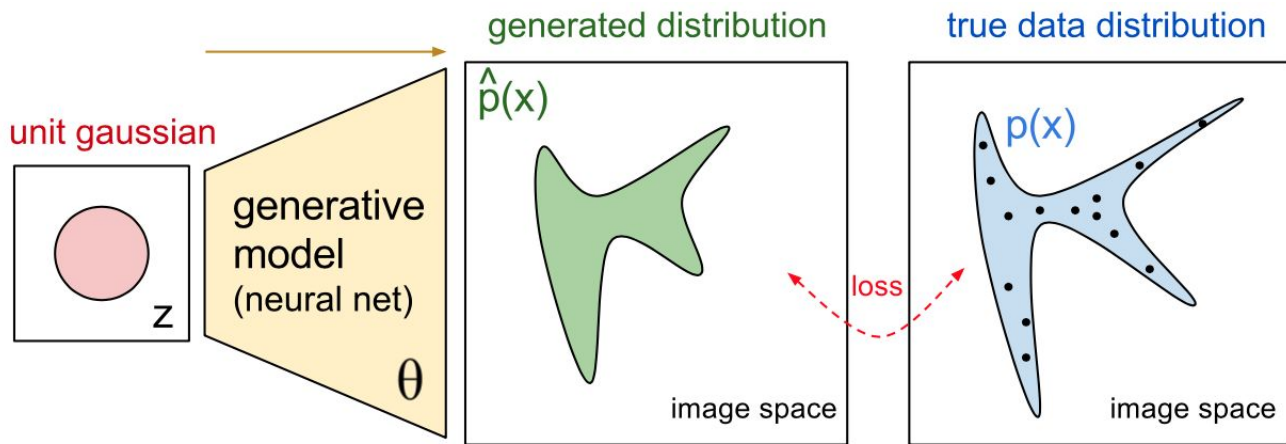 generated distribution
true data distribution
p̂(x)
p(x)
unit gaussian
generative
model
(neural net)
z
θ
loss
image space
image space